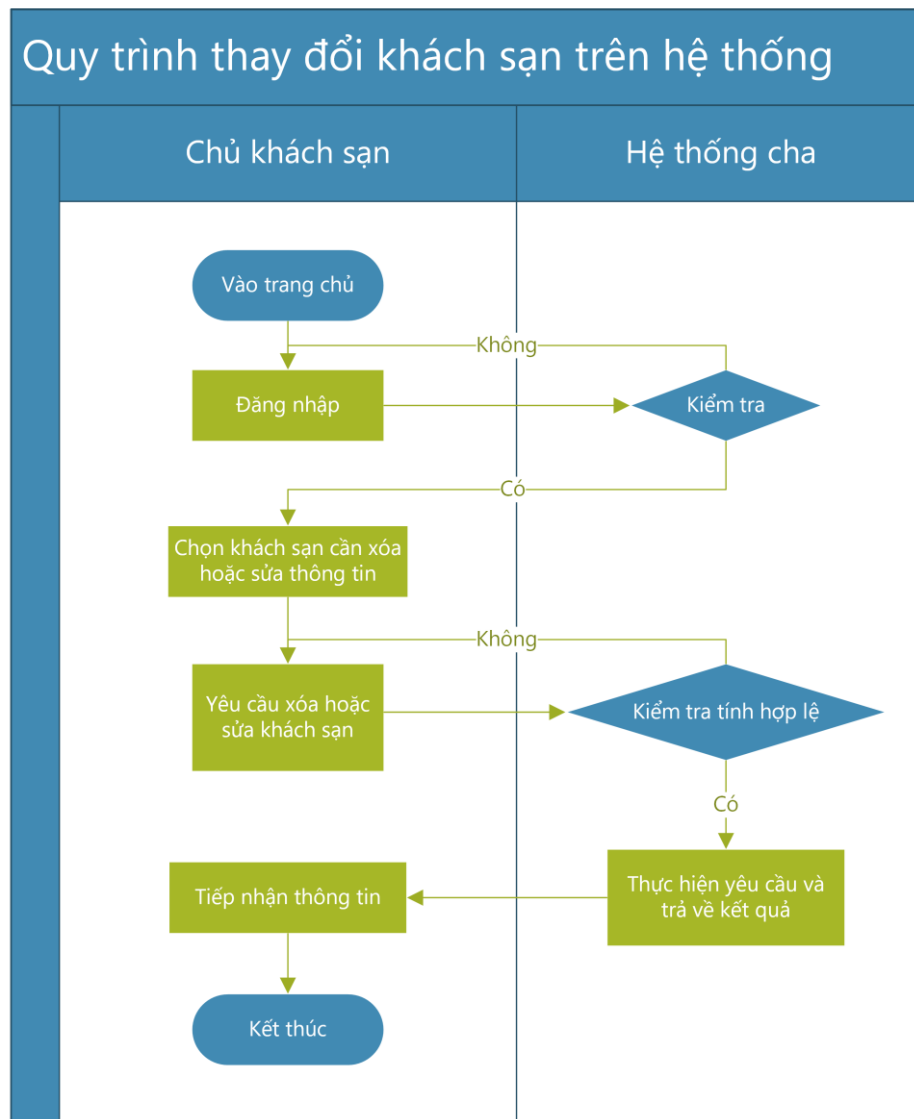 Quy trình thay đổi khách sạn trên hệ thống
Chủ khách sạn
Hệ thống cha
Vào trang chủ
Không
Đăng nhập
Kiểm tra
Có
Chọn khách sạn cần xóa
hoặc sửa thông tin
Không
Yêu cầu xóa hoặc
sửa khách sạn
Kiểm tra tính hợp lệ
Có
Tiếp nhận thông tin
Thực hiện yêu cầu và
trả về kết quả
Kết thúc